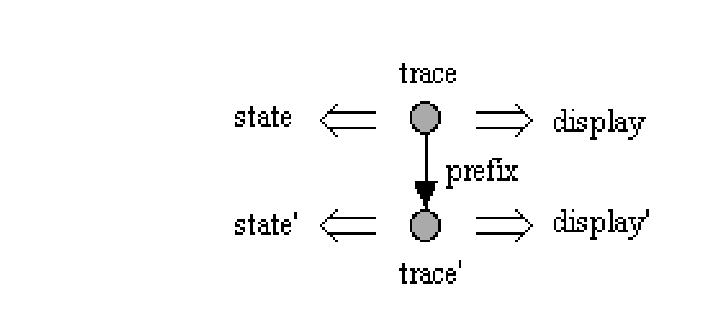 trace
state
display
prefix
state'
display'
trace'